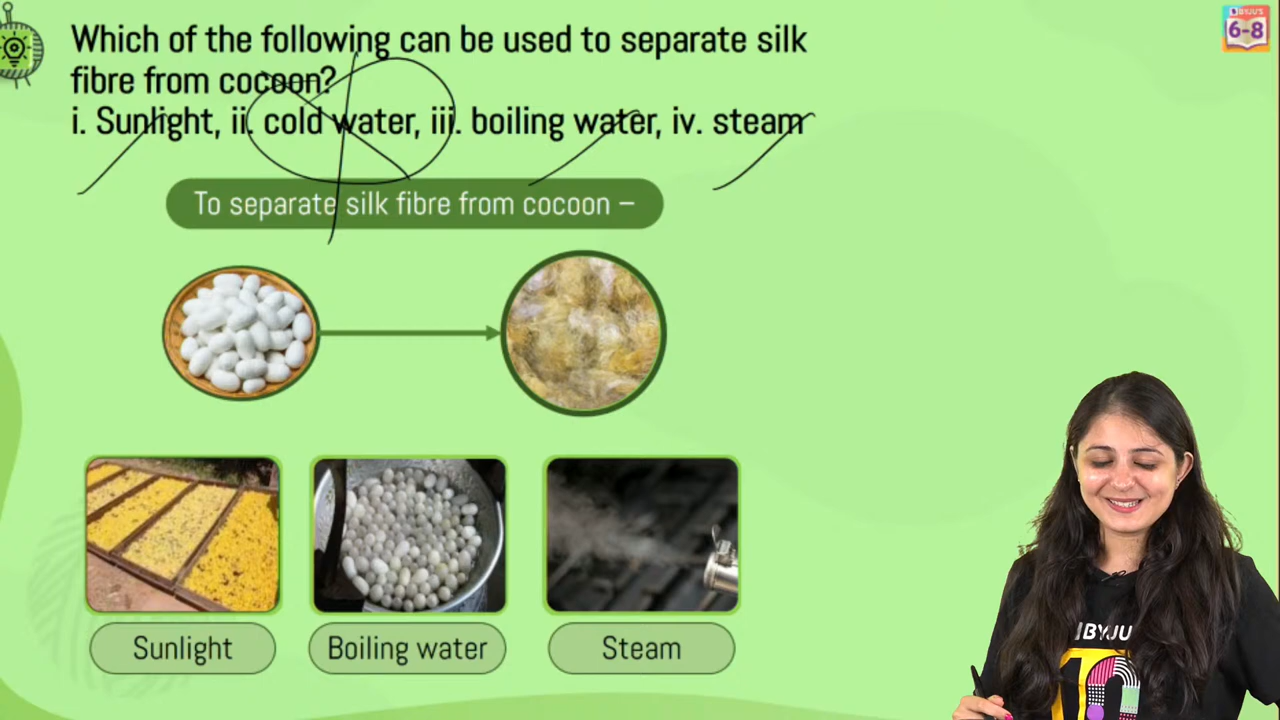 Which of the following can be used to separate silk
fibre from cocoon?
i. Sunlight, ii. cold water, iii. boiling water, iv. steam
To separate silk fibre from cocoon –
Sunlight
Boiling water
Steam
BYJU'S
6-8
BYJU